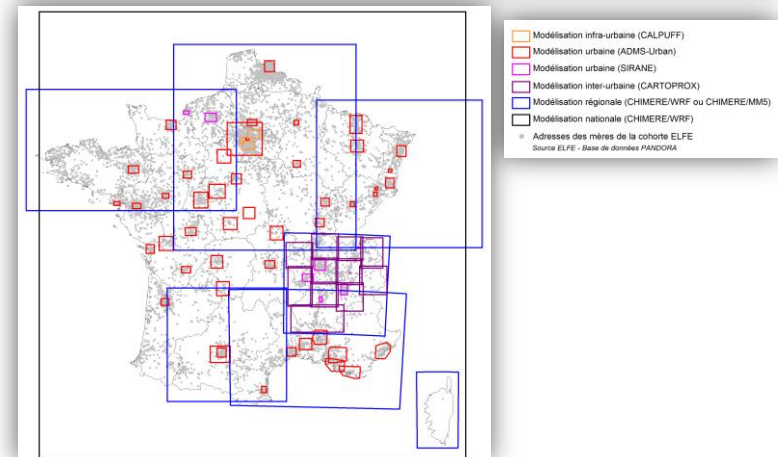 Modélisation infra-urbaine (CALPUFF)
Modélisation urbaine (ADMS-Urban)
Modélisation urbaine (SIRANE)
Modélisation inter-urbaine (CARTOPROX)
Modélisation régionale (CHIMERE/WRF ou CHIMERE/MM5)
Modélisation nationale (CHIMERE/WRF)
Adresses des mères de la cohorte ELFE
Source ELFE - Base de données PANDORA